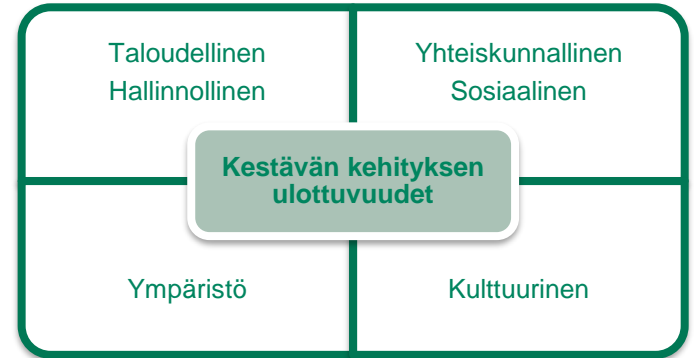 Taloudellinen
Hallinnollinen
Yhteiskunnallinen
Sosiaalinen
Kestävän kehityksen
ulottuvuudet
Ympäristö
Kulttuurinen